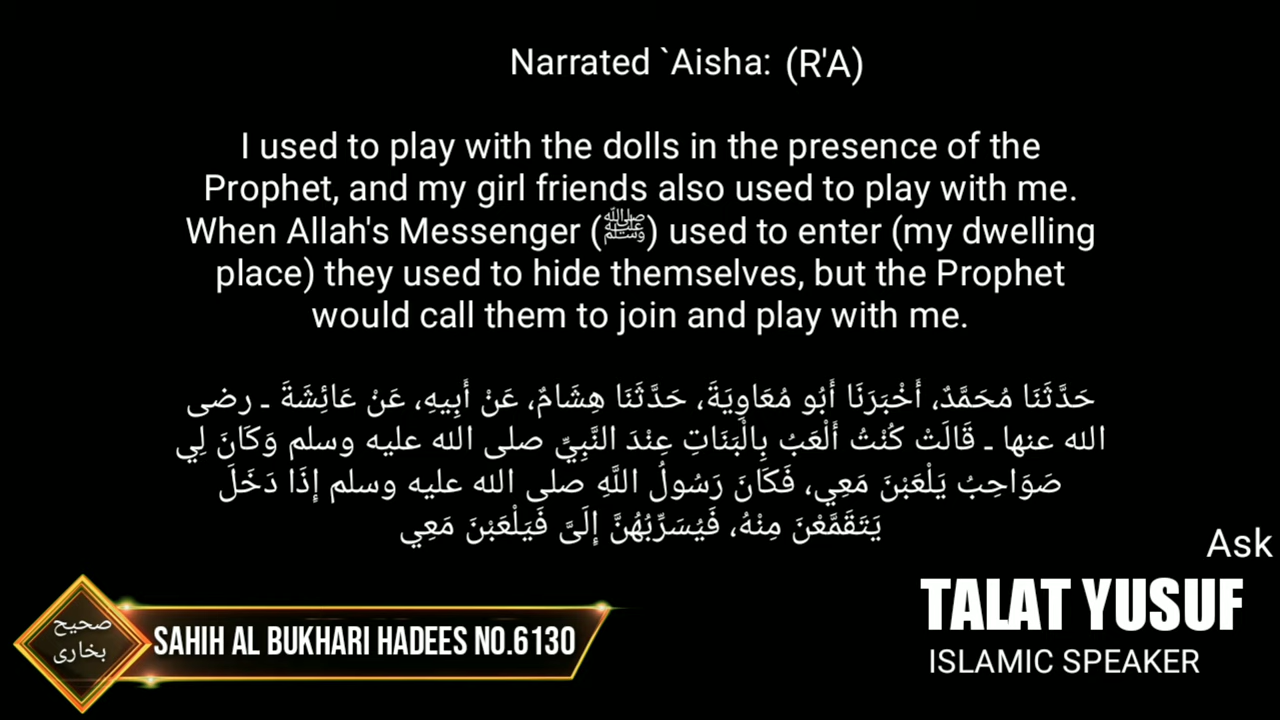 Narrated `Aisha: (R'A)
I used to play with the dolls in the presence of the
Prophet, and my girl friends also used to play with me.
When Allah's Messenger (ﷺ) used to enter (my dwelling
place) they used to hide themselves, but the Prophet
would call them to join and play with me.
حَدَّثَنَا مُحَمَّدٌ، أَخْبَرَنَا أَبُو مُعَاوِيَةَ، حَدَّثَنَا هِشَامٌ، عَنْ أَبِيهِ، عَنْ عَائِشَةَ ـ رضى
الله عنها ـ قَالَتْ كُنْتُ أَلْعَبُ بِالْبَنَاتِ عِنْدَ النَّبِيِّ صلى الله عليه وسلم وَكَانَ لِي
صَوَاحِبُ يَلْعَبْنَ مَعِي، فَكَانَ رَسُولُ اللَّهِ صلى الله عليه وسلم إِذَا دَخَلَ
يَتَقَمَّعْنَ مِنْهُ، فَيُسَرِّبُهُنَّ إِلَىَّ فَيَلْعَبْنَ مَعِي
Ask
TALAT YUSUF
ISLAMIC SPEAKER
صحيح
بخارى
SAHIH AL BUKHARI HADEES NO.6130